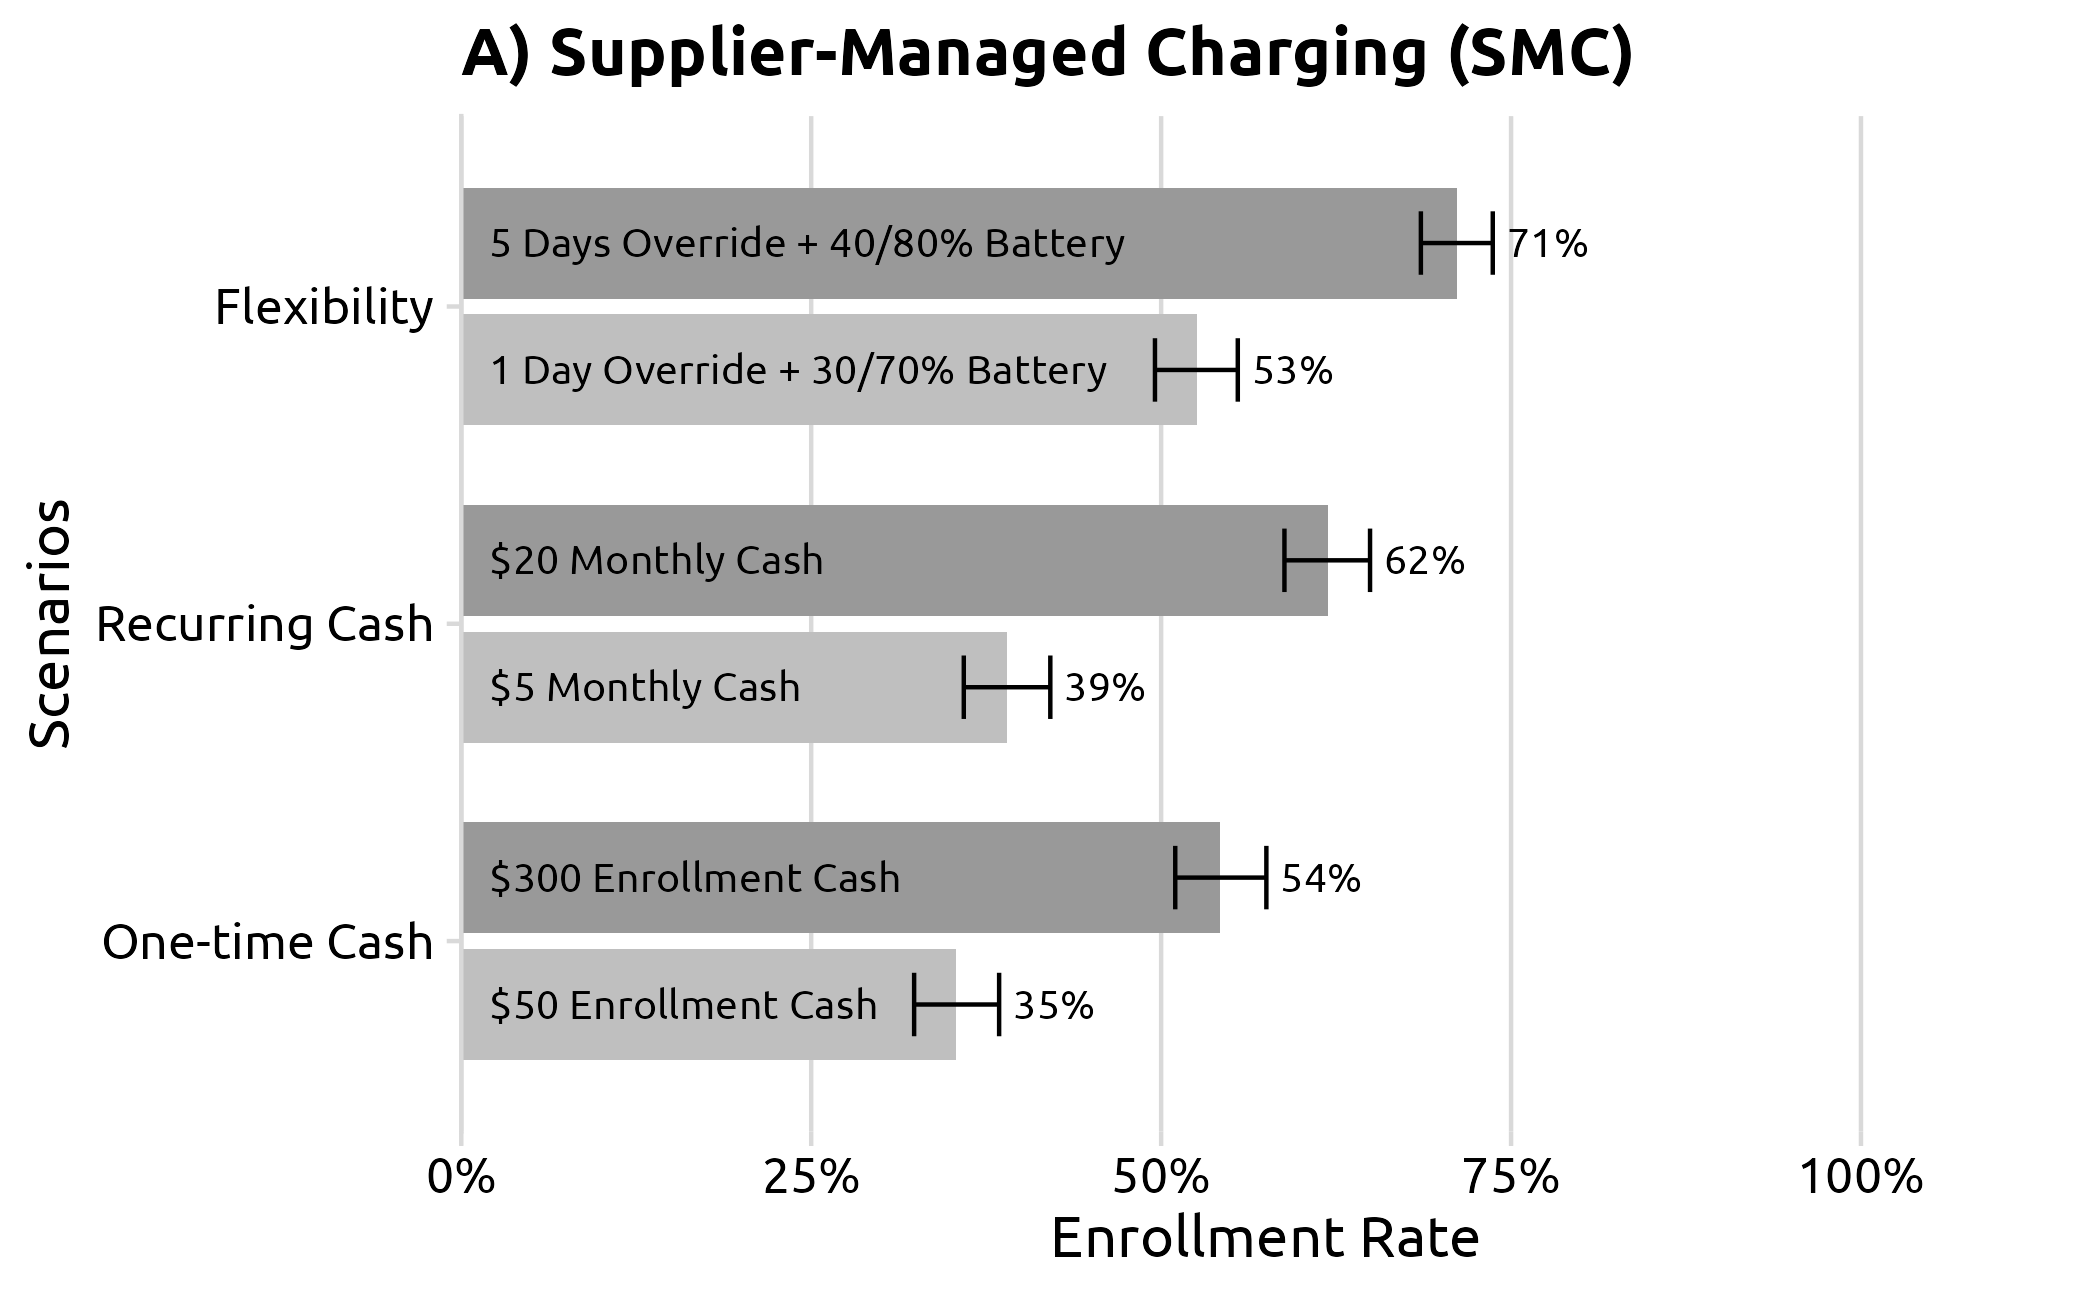 A) Supplier-Managed Charging (SMC)
5 Days Override + 40/80% Battery
71%
Flexibility
1 Day Override + 30/70% Battery
53%
Scenarios
$20 Monthly Cash
62%
Recurring Cash
$5 Monthly Cash
39%
$300 Enrollment Cash
54%
One-time Cash
$50 Enrollment Cash
35%
0% 25% 50% 75% 100%
Enrollment Rate